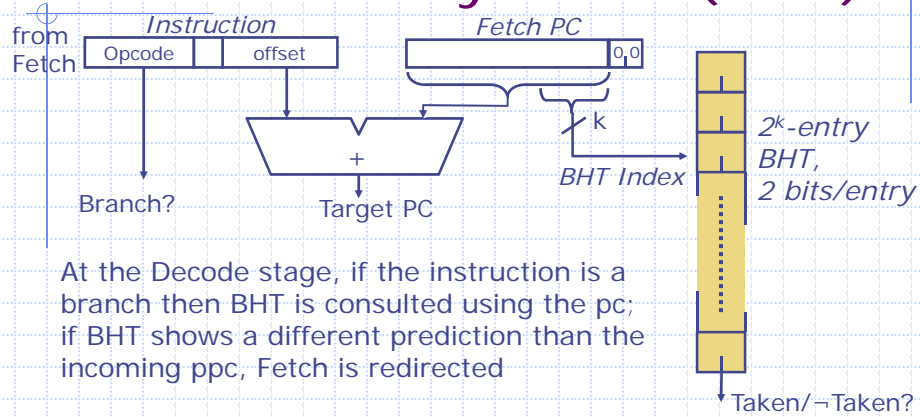 Instruction
Fetch PC
from
Fetch
Opcode
offset
0 0
k
+
2k-entry
BHT,
2 bits/entry
BHT Index
Branch?
Target PC
At the Decode stage, if the instruction is a
branch then BHT is consulted using the pc;
if BHT shows a different prediction than the
incoming ppc, Fetch is redirected
Taken/¬Taken?